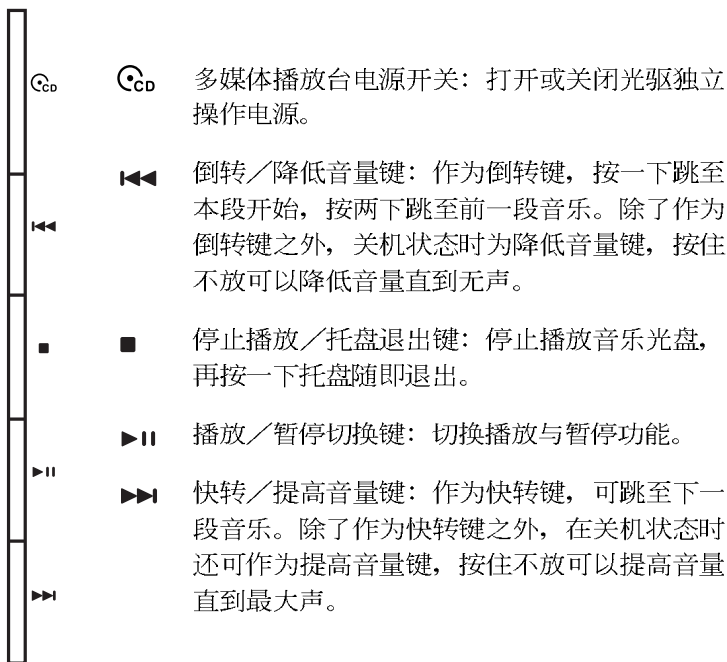 CD
CD
多媒体播放台电源开关：打开或关闭光驱独立
操作电源。
倒转／降低音量键：作为倒转键，按一下跳至
本段开始，按两下跳至前一段音乐。除了作为
倒转键之外，关机状态时为降低音量键，按住
不放可以降低音量直到无声。
停止播放／托盘退出键：停止播放音乐光盘，
再按一下托盘随即退出。
播放／暂停切换键：切换播放与暂停功能。
快转／提高音量键：作为快转键，可跳至下一
段音乐。除了作为快转键之外，在关机状态时
还可作为提高音量键，按住不放可以提高音量
直到最大声。